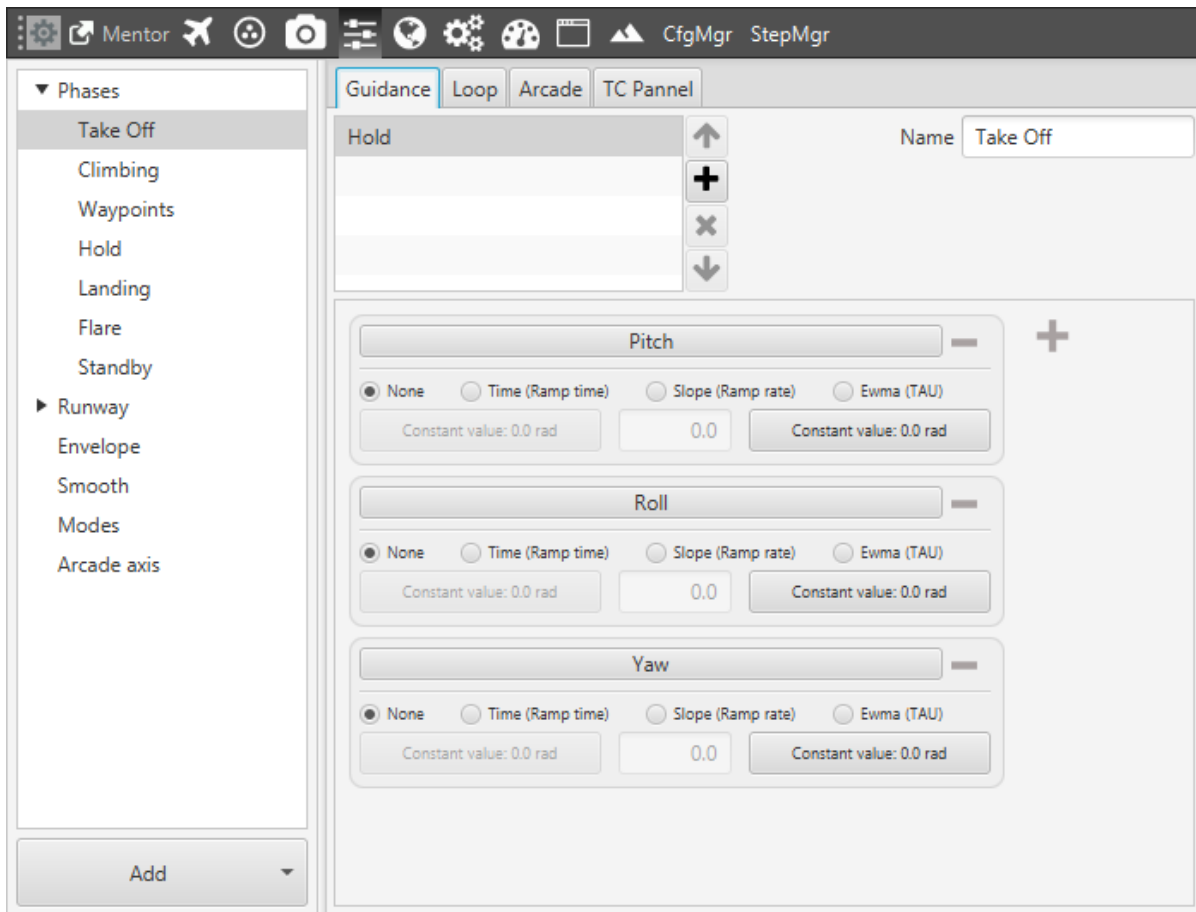 Mentor CfgMgr StepMgr
Phases
Take Off
Climbing
Waypoints
Hold
Landing
Flare
Standby
Runway
Envelope
Smooth
Modes
Arcade axis
Add
Guidance Loop Arcade TC Pannel
Hold
Name Take Off
Pitch
None Time (Ramp time) Slope (Ramp rate) Ewma (TAU)
Constant value: 0.0 rad 0.0 Constant value: 0.0 rad
Roll
None Time (Ramp time) Slope (Ramp rate) Ewma (TAU)
Constant value: 0.0 rad 0.0 Constant value: 0.0 rad
Yaw
None Time (Ramp time) Slope (Ramp rate) Ewma (TAU)
Constant value: 0.0 rad 0.0 Constant value: 0.0 rad